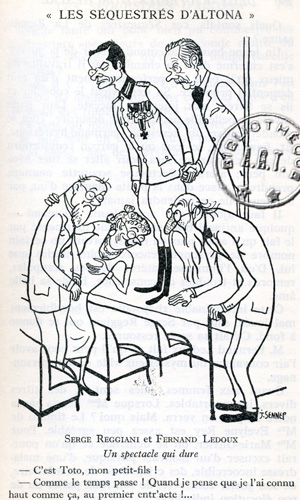 « LES SÉQUESTRÉS D'ALTONA »
BIBLIOTHÈQUE
A.R.T.
J. SENNEP
SERGE REGGIANI et FERNAND LEDOUX
Un spectacle qui dure
— C'est Toto, mon petit-fils !
— Comme le temps passe ! Quand je pense que je l'ai connu
haut comme ça, au premier entr'acte !...